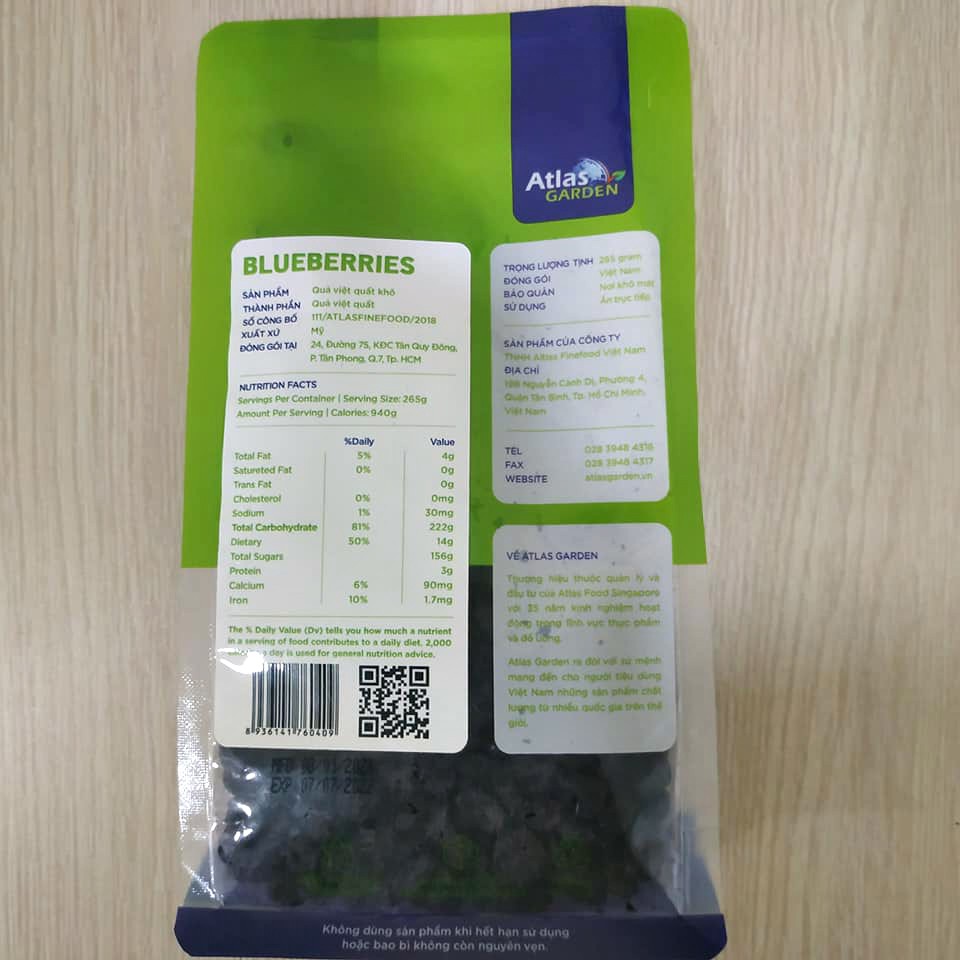 Atlas
GARDEN
BLUEBERRIES
SẢN PHẨM Quả việt quất khô
THÀNH PHẦN Quả việt quất
SỐ CÔNG BỐ 111/ATLASFINEFOOD/2018
XUẤT XỨ Mỹ
ĐÓNG GÓI TẠI 24, Đường 75, KDC Tân Quy Đông,
P. Tân Phong, Q.7, Tp. HCM
NUTRITION FACTS
Servings Per Container | Serving Size: 265g
Amount Per Serving | Calories: 940g
%Daily Value
Total Fat 5% 4g
Satureted Fat 0% 0g
Trans Fat 0g
Cholesterol 0% 0mg
Sodium 1% 30mg
Total Carbohydrate 81% 222g
Dietary 50% 14g
Total Sugars 156g
Protein 3g
Calcium 6% 90mg
Iron 10% 1.7mg
The % Daily Value (Dv) tells you how much a nutrient
in a serving of food contributes to a daily diet. 2,000
a day is used for general nutrition advice.
8 936141 760409
MFG
EXP 07/07/2022
TRỌNG LƯỢNG TỊNH 265 gram
ĐÓNG GÓI Việt Nam
BẢO QUẢN Nơi khô mát
SỬ DỤNG Ăn trực tiếp
SẢN PHẨM CỦA CÔNG TY
TNHH Altas Finefood Việt Nam
ĐỊA CHỈ
19B Nguyễn Cảnh Dị, Phường 4,
Quận Tân Bình, Tp. Hồ Chí Minh,
Việt Nam
TEL 028 3948 4316
FAX 028 3948 4317
WEBSITE atlasgarden.vn
VỀ ATLAS GARDEN
Thương hiệu thuộc quản lý và
đầu tư của Atlas Food Singapore
với 35 năm kinh nghiệm hoạt
động trong lĩnh vực thực phẩm
và đồ uống.
Atlas Garden ra đời với sứ mệnh
mang đến cho người tiêu dùng
Việt Nam những sản phẩm chất
lượng từ nhiều quốc gia trên thế
giới.
Không dùng sản phẩm khi hết hạn sử dụng
hoặc bao bì không còn nguyên vẹn.